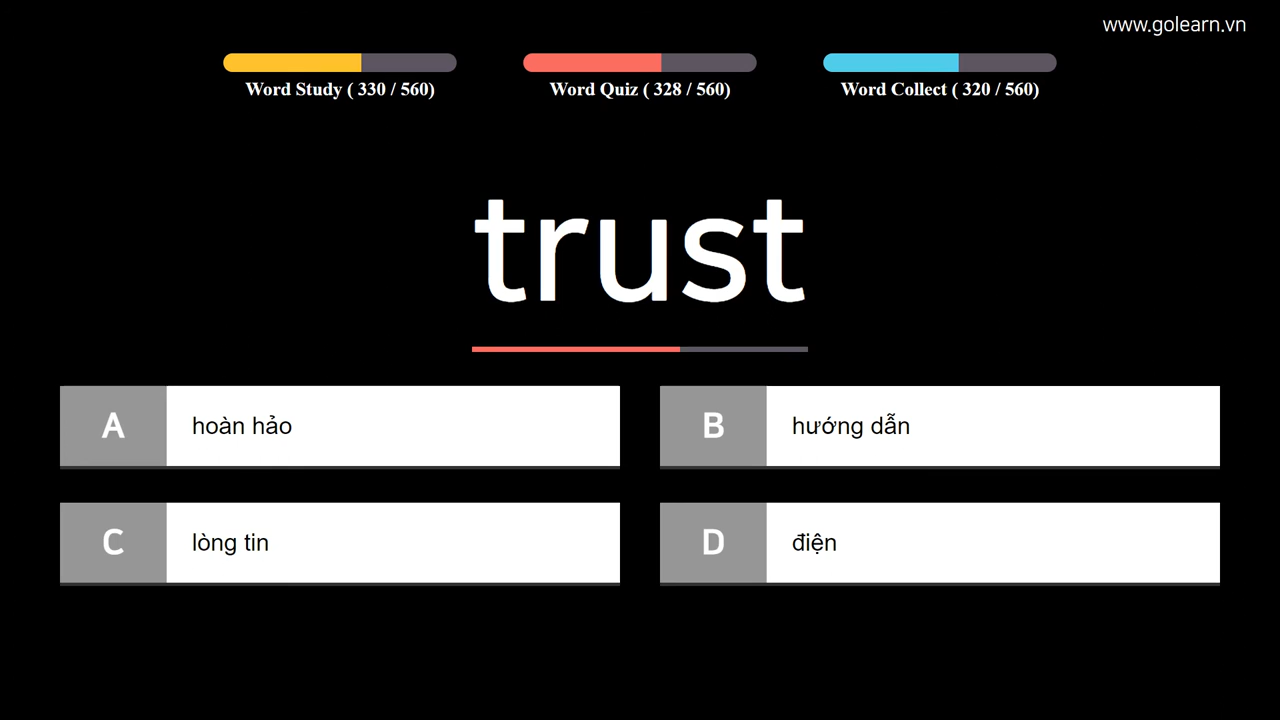 www.golearn.vn
Word Study ( 330 / 560)
Word Quiz ( 328 / 560)
Word Collect ( 320 / 560)
trust
A hoàn hảo
B hướng dẫn
C lòng tin
D điện